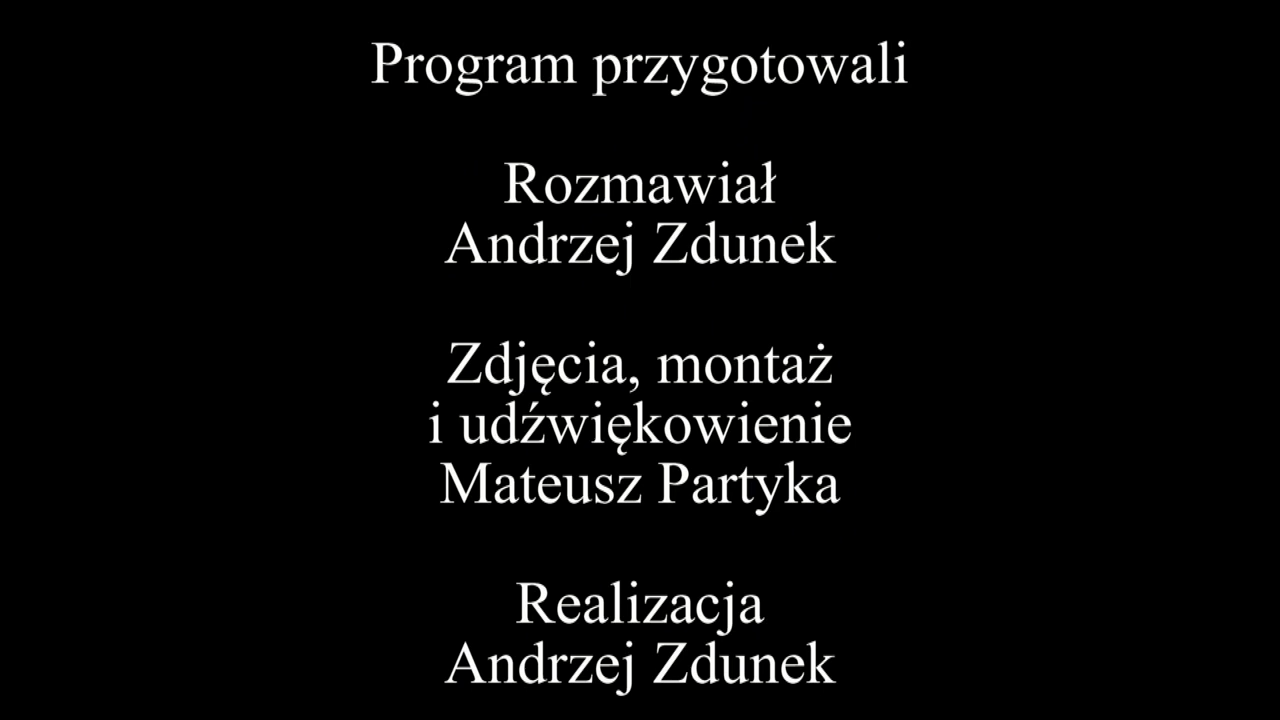 Program przygotowali
Rozmawiał
Andrzej Zdunek
Zdjęcia, montaż
i udźwiękowienie
Mateusz Partyka
Realizacja
Andrzej Zdunek